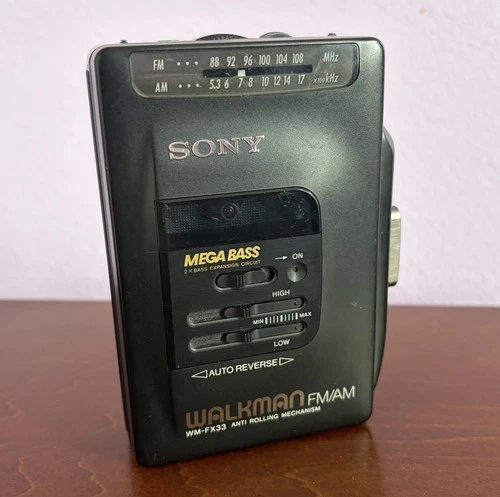 FM ... 88 92 96 100 104 108 MHz
AM ... 5.3 6 7 8 10 12 14 17 x100kHz
SONY
MEGA BASS → ON
2 × BASS EXPANSION CIRCUIT
HIGH
MIN MAX
LOW
◁ AUTO REVERSE ▷
WALKMAN FM/AM
WM-FX33 ANTI ROLLING MECHANISM